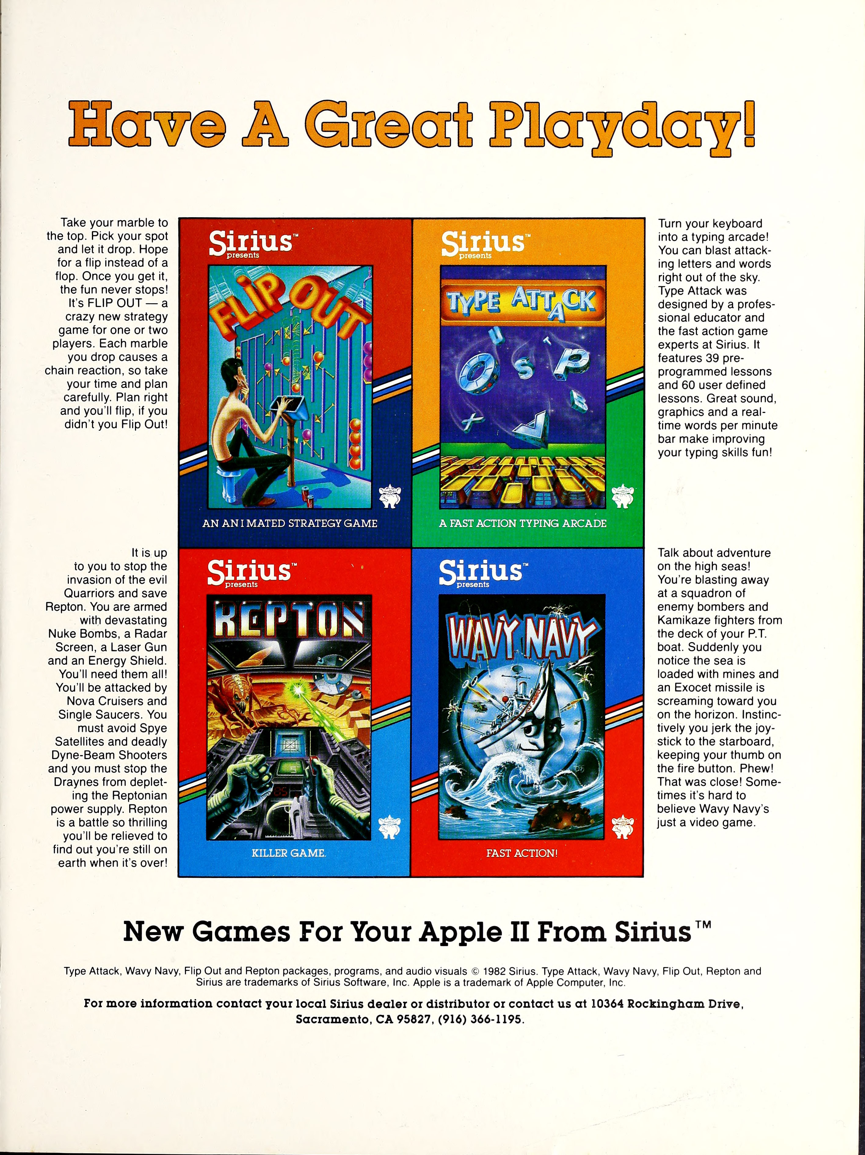 Have A Great Playday!
Take your marble to
the top. Pick your spot
and let it drop. Hope
for a flip instead of a
flop. Once you get it,
the fun never stops!
It's FLIP OUT — a
crazy new strategy
game for one or two
players. Each marble
you drop causes a
chain reaction, so take
your time and plan
carefully. Plan right
and you'll flip, if you
didn't you Flip Out!
Sirius™
presents
FLIP OUT
AN ANIMATED STRATEGY GAME
Sirius™
presents
TYPE ATTACK
A FAST ACTION TYPING ARCADE
Turn your keyboard
into a typing arcade!
You can blast attack-
ing letters and words
right out of the sky.
Type Attack was
designed by a profes-
sional educator and
the fast action game
experts at Sirius. It
features 39 pre-
programmed lessons
and 60 user defined
lessons. Great sound,
graphics and a real-
time words per minute
bar make improving
your typing skills fun!
It is up
to you to stop the
invasion of the evil
Quarriors and save
Repton. You are armed
with devastating
Nuke Bombs, a Radar
Screen, a Laser Gun
and an Energy Shield.
You'll need them all!
You'll be attacked by
Nova Cruisers and
Single Saucers. You
must avoid Spye
Satellites and deadly
Dyne-Beam Shooters
and you must stop the
Draynes from deplet-
ing the Reptonian
power supply. Repton
is a battle so thrilling
you'll be relieved to
find out you're still on
earth when it's over!
Sirius™
presents
REPTON
KILLER GAME.
Sirius™
presents
WAVY NAVY
FAST ACTION!
Talk about adventure
on the high seas!
You're blasting away
at a squadron of
enemy bombers and
Kamikaze fighters from
the deck of your P.T.
boat. Suddenly you
notice the sea is
loaded with mines and
an Exocet missile is
screaming toward you
on the horizon. Instinc-
tively you jerk the joy-
stick to the starboard,
keeping your thumb on
the fire button. Phew!
That was close! Some-
times it's hard to
believe Wavy Navy's
just a video game.
New Games For Your Apple II From Sirius™
Type Attack, Wavy Navy, Flip Out and Repton packages, programs, and audio visuals © 1982 Sirius. Type Attack, Wavy Navy, Flip Out, Repton and
Sirius are trademarks of Sirius Software, Inc. Apple is a trademark of Apple Computer, Inc.
For more information contact your local Sirius dealer or distributor or contact us at 10364 Rockingham Drive,
Sacramento, CA 95827, (916) 366-1195.